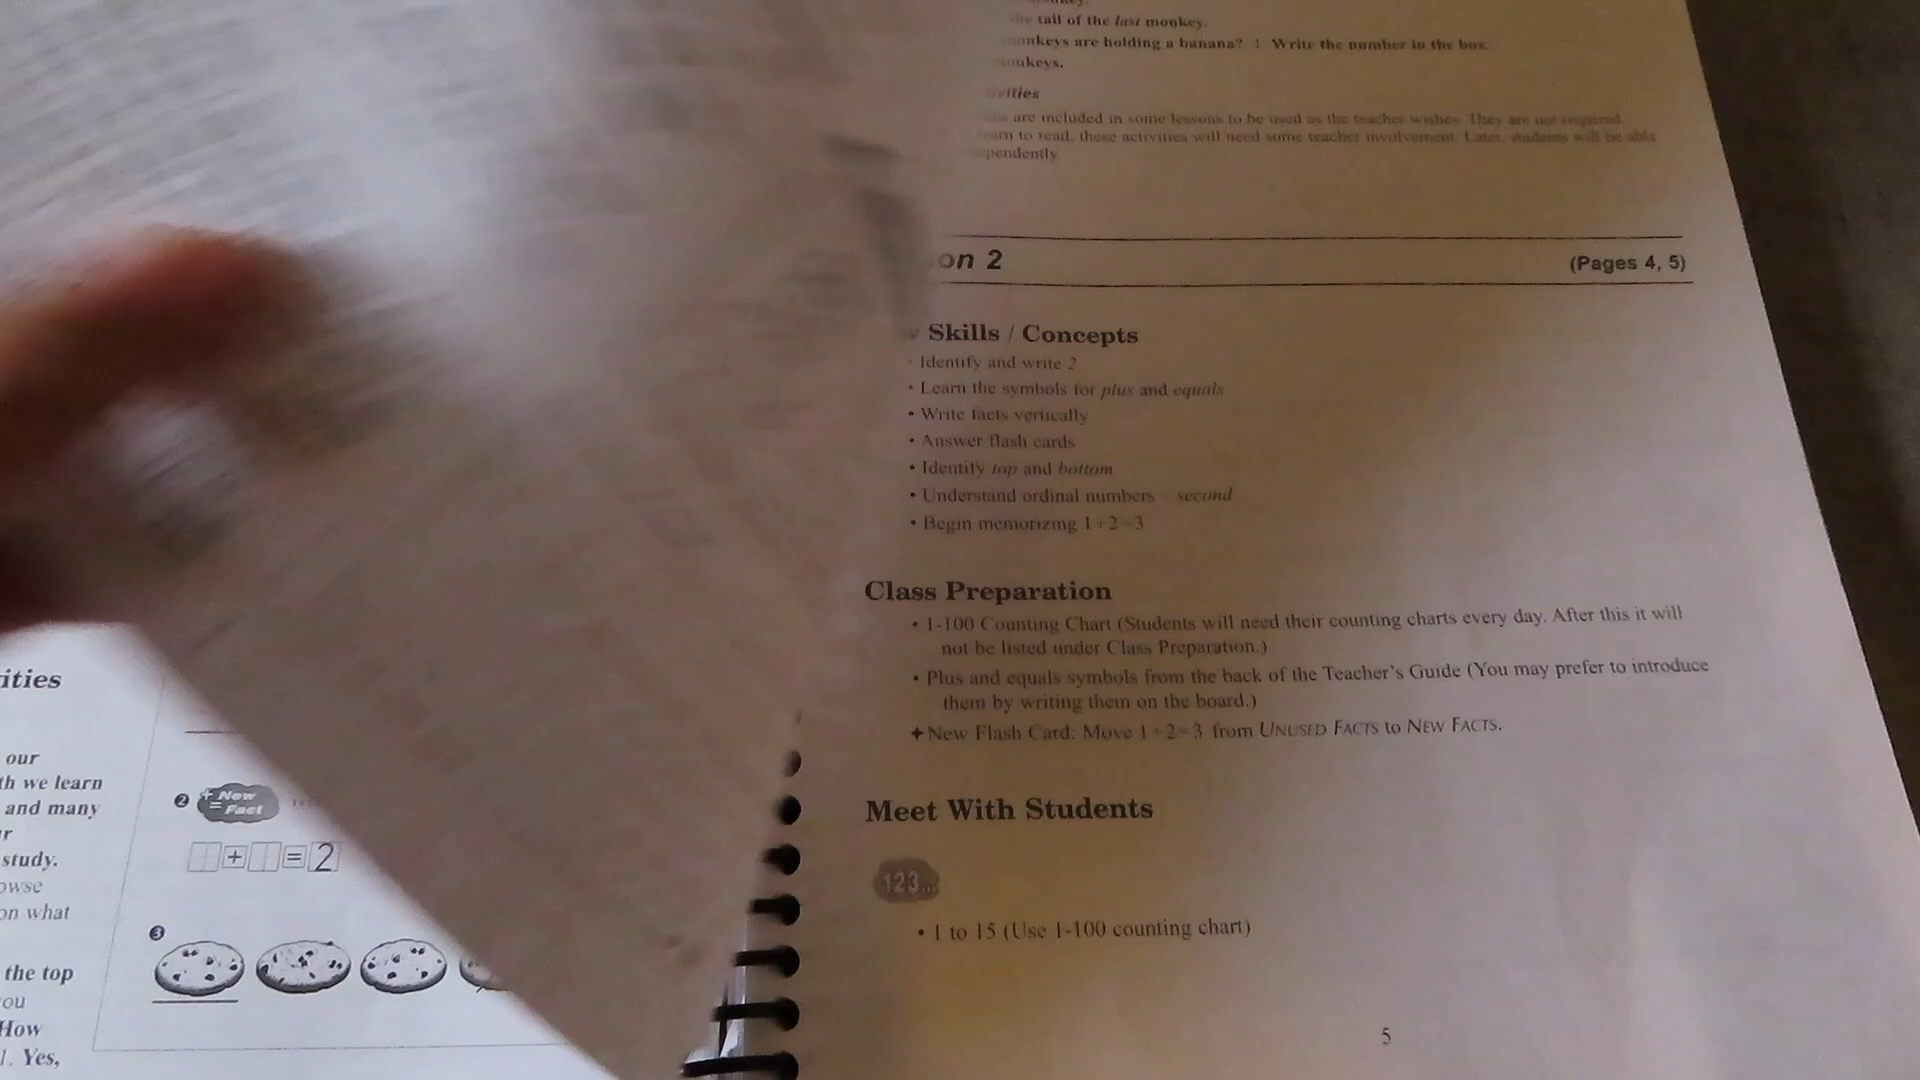 tail of the last monkey.
are holding a banana? 1 Write the number in the box.
are included in some lessons to be used as the teacher wishes. They are not required.
to read, these activities will need some teacher involvement. Later, students will be able
on 2
(Pages 4, 5)
Skills / Concepts
• Identify and write 2
• Learn the symbols for plus and equals
• Write facts vertically
• Answer flash cards
• Identify top and bottom
• Understand ordinal numbers second
• Begin memorizing 1+2=3
Class Preparation
• 1-100 Counting Chart (Students will need their counting charts every day. After this it will
not be listed under Class Preparation.)
• Plus and equals symbols from the back of the Teacher's Guide (You may prefer to introduce
them by writing them on the board.)
✦ New Flash Card: Move 1+2=3 from UNUSED FACTS to NEW FACTS.
Meet With Students
123...
• 1 to 15 (Use 1-100 counting chart)
5
ities
our
th we learn
and many
study.
on what
the top
How
1. Yes,
2 + New
= Fact
+ = 2
3